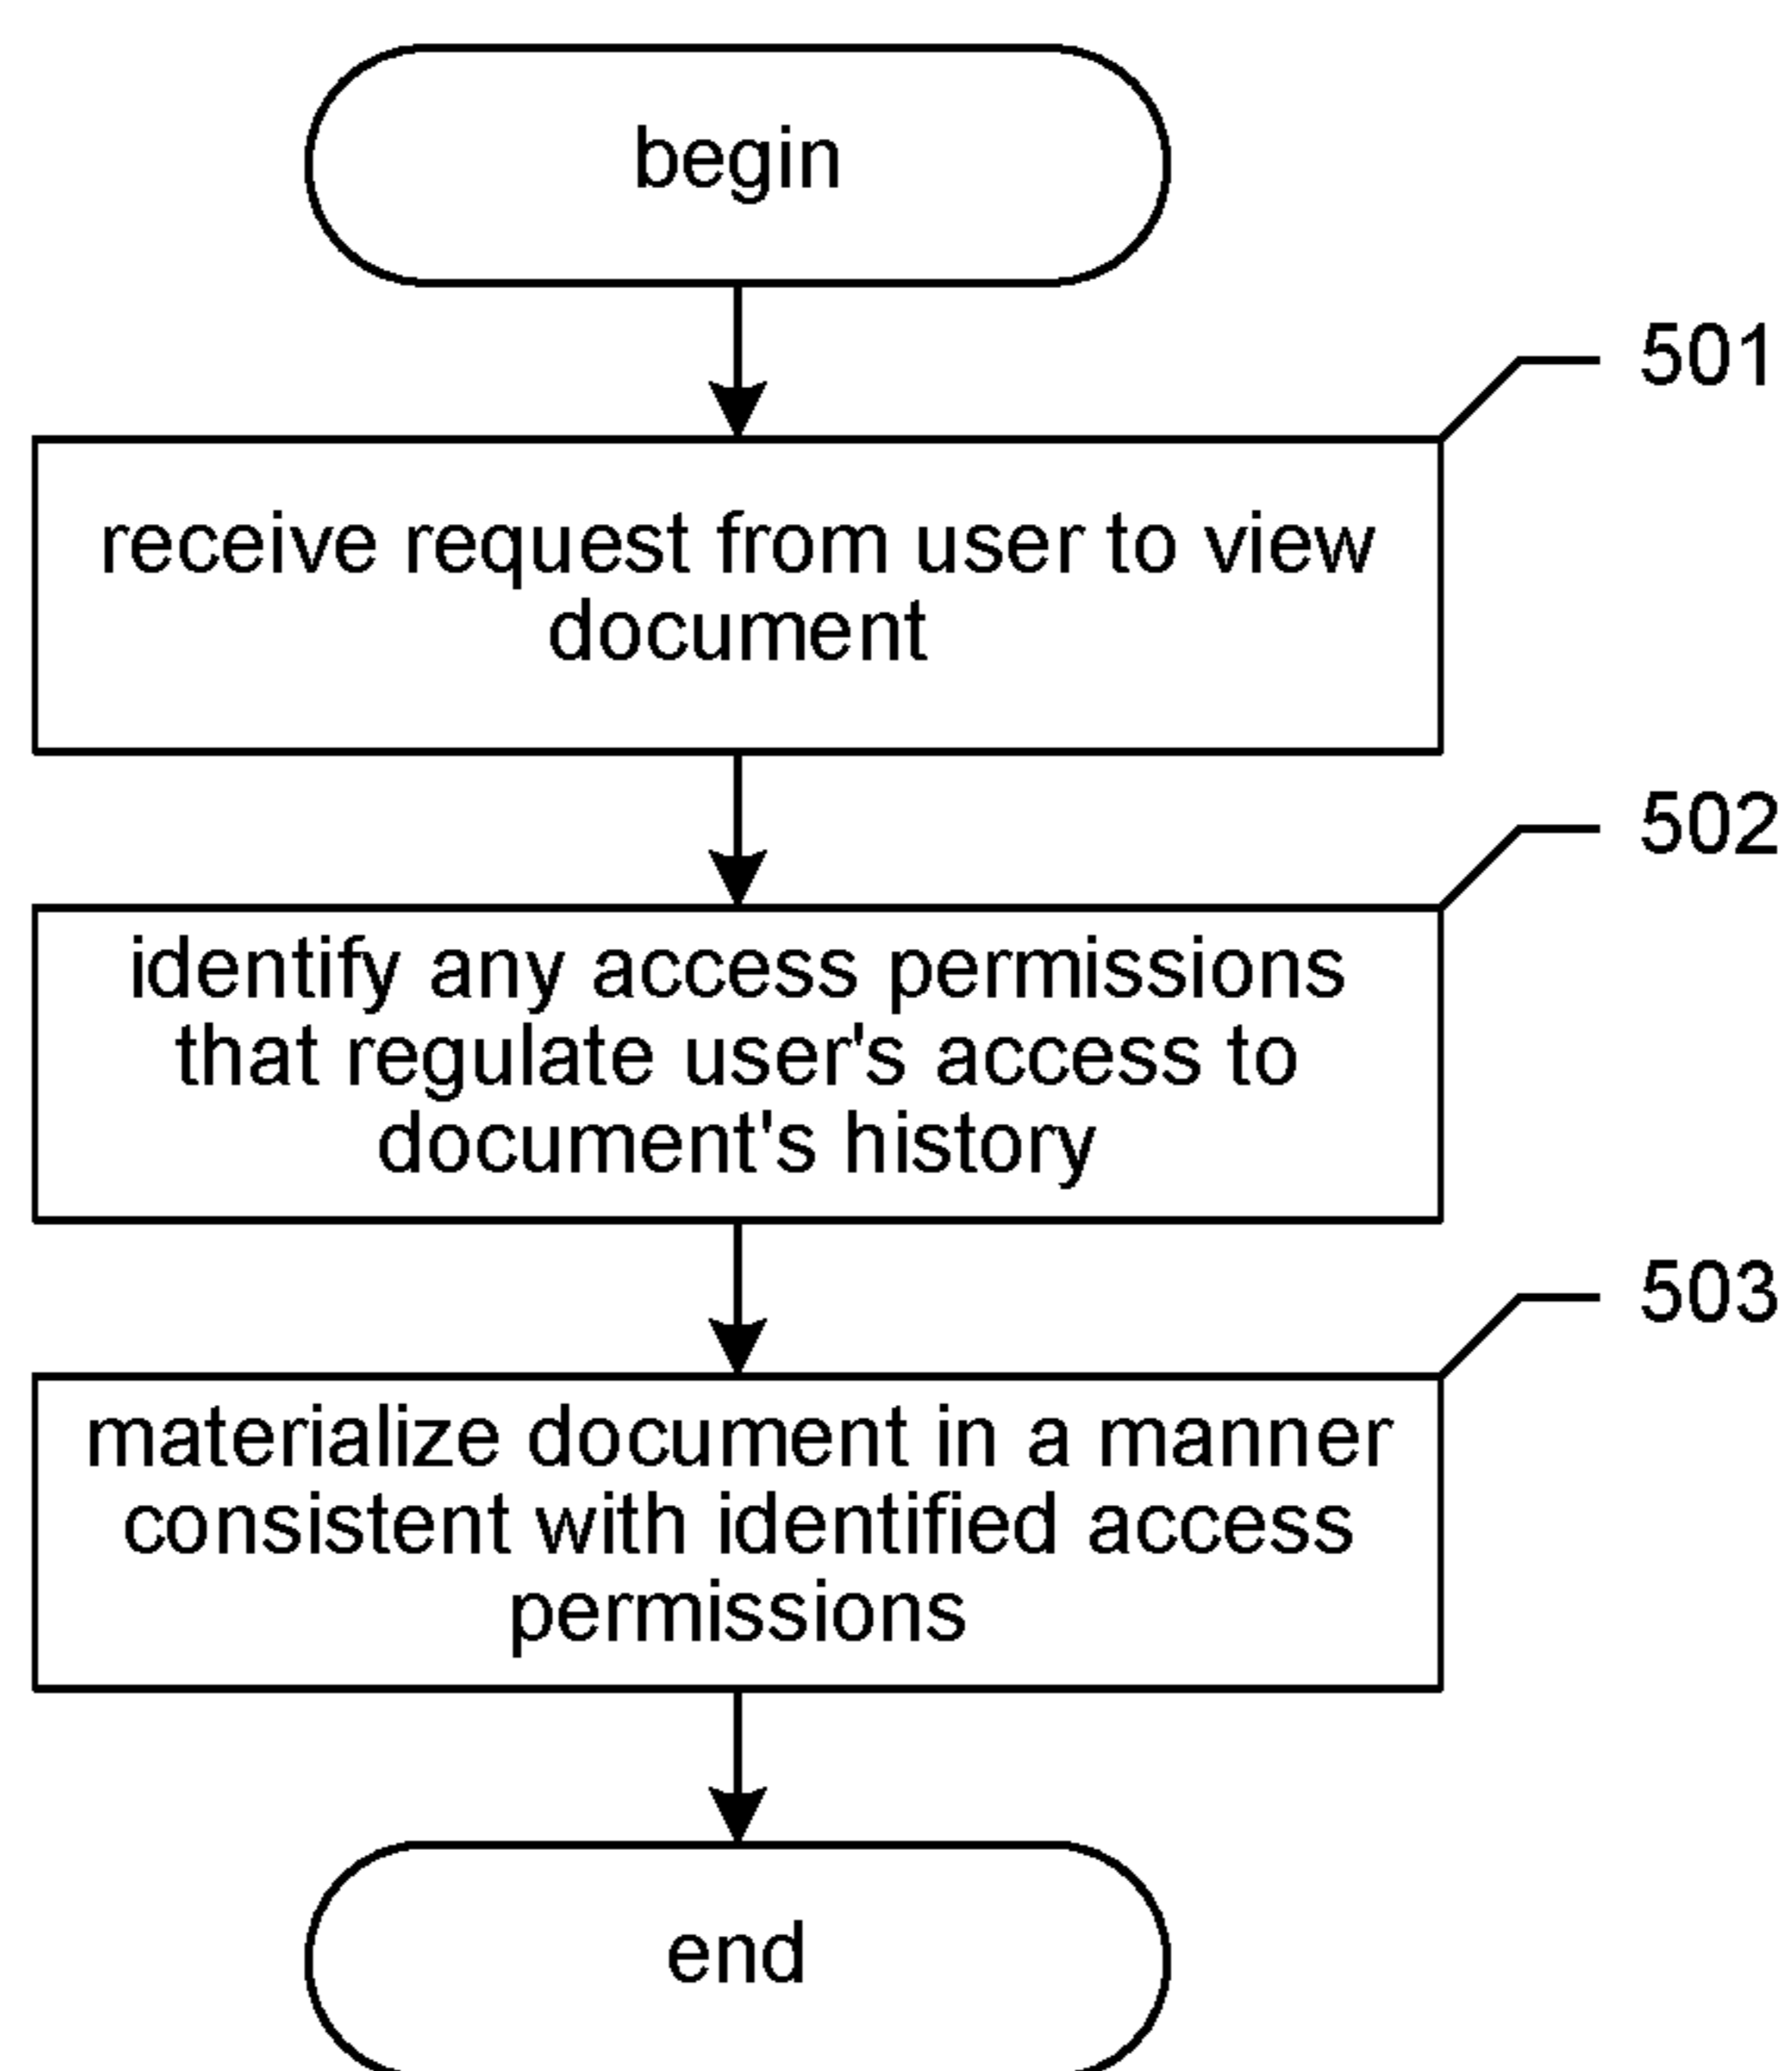 begin
501
receive request from user to view
document
502
identify any access permissions
that regulate user's access to
document's history
503
materialize document in a manner
consistent with identified access
permissions
end